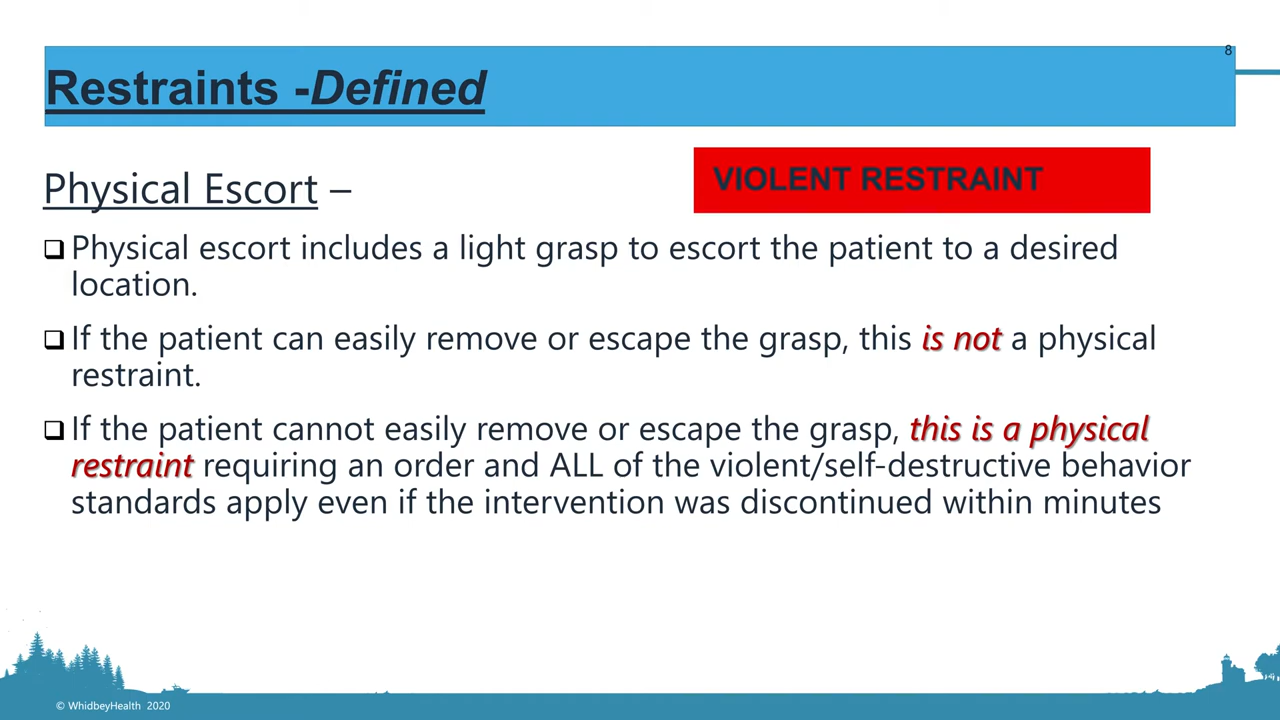 8
Restraints -Defined
VIOLENT RESTRAINT
Physical Escort –
Physical escort includes a light grasp to escort the patient to a desired
location.
If the patient can easily remove or escape the grasp, this is not a physical
restraint.
If the patient cannot easily remove or escape the grasp, this is a physical
restraint requiring an order and ALL of the violent/self-destructive behavior
standards apply even if the intervention was discontinued within minutes
© WhidbeyHealth 2020